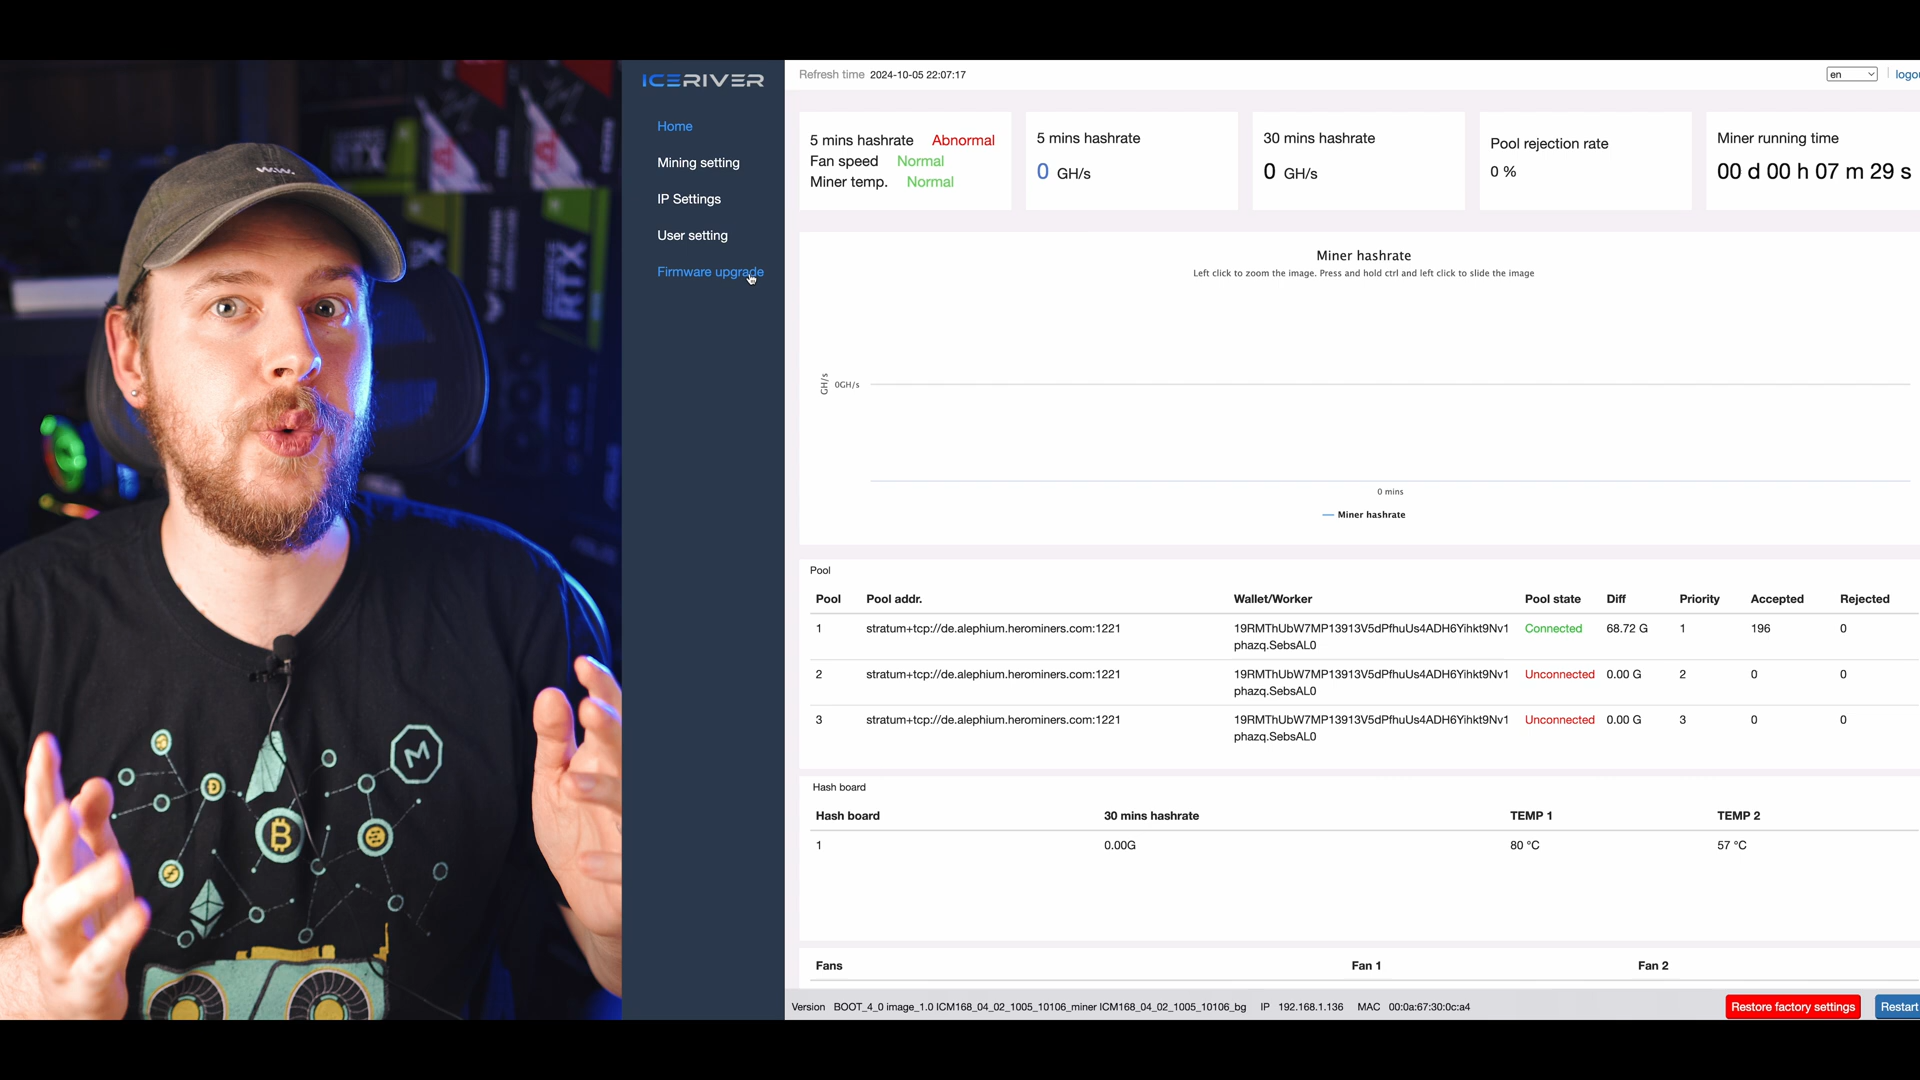 ICERIVER
Home
Mining setting
IP Settings
User setting
Firmware upgrade
Refresh time 2024-10-05 22:07:17
en
5 mins hashrate Abnormal
Fan speed Normal
Miner temp. Normal
5 mins hashrate
0 GH/s
30 mins hashrate
0 GH/s
Pool rejection rate
0 %
Miner running time
00 d 00 h 07 m 29 s
Miner hashrate
Left click to zoom the image. Press and hold ctrl and left click to slide the image
GH/s
0GH/s
0 mins
Miner hashrate
Pool
Pool Pool addr. Wallet/Worker Pool state Diff Priority Accepted Rejected
1 stratum+tcp://de.alephium.herominers.com:1221 19RMThUbW7MP13913V5dPfhuUs4ADH6Yihkt9Nv1 Connected 68.72 G 1 196 0
phazq.SebsAL0
2 stratum+tcp://de.alephium.herominers.com:1221 19RMThUbW7MP13913V5dPfhuUs4ADH6Yihkt9Nv1 Unconnected 0.00 G 2 0 0
phazq.SebsAL0
3 stratum+tcp://de.alephium.herominers.com:1221 19RMThUbW7MP13913V5dPfhuUs4ADH6Yihkt9Nv1 Unconnected 0.00 G 3 0 0
phazq.SebsAL0
Hash board
Hash board 30 mins hashrate TEMP 1 TEMP 2
1 0.00G 80 °C 57 °C
Fans Fan 1 Fan 2
Version BOOT_4_0 image_1.0 ICM168_04_02_1005_10106_miner ICM168_04_02_1005_10106_bg IP 192.168.1.136 MAC 00:0a:67:30:0c:a4
Restore factory settings
Restart
RTX
RTX
M